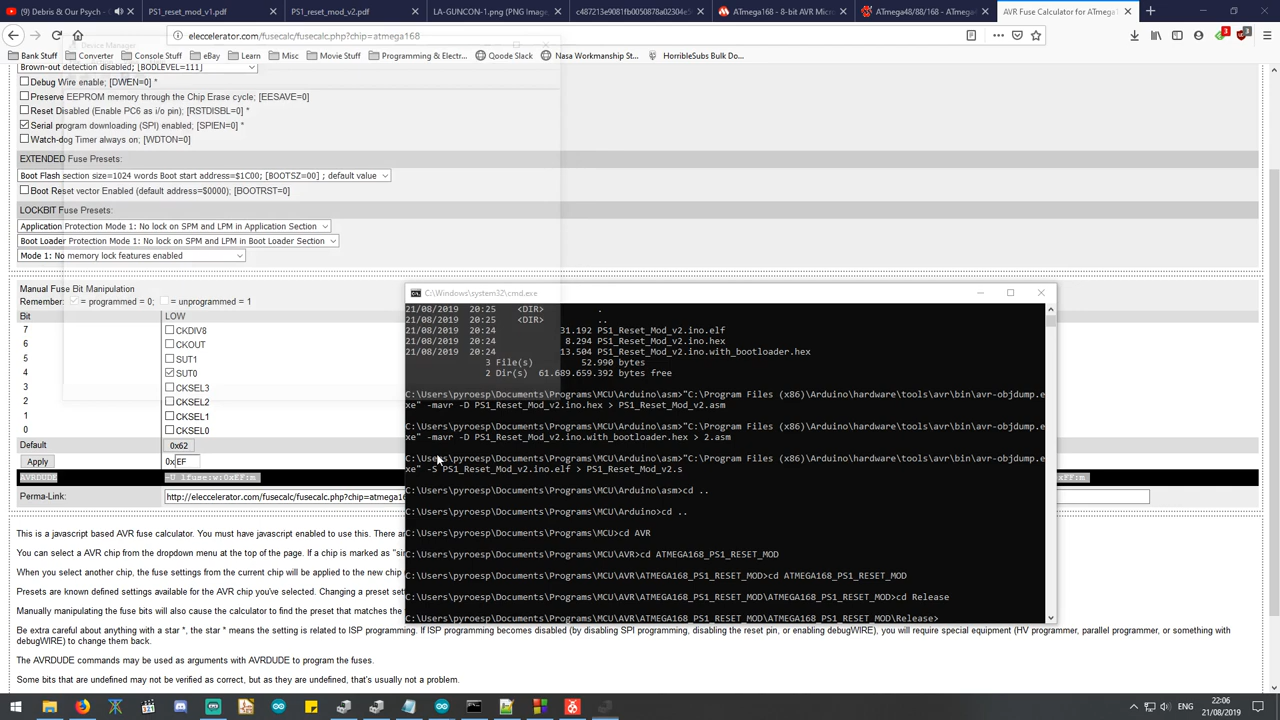 Debris & Our Psych -
PS1_reset_mod_v1.pdf
PS1_reset_mod_v2.pdf
LA-GUNCON-1.png (PNG Imag
c487213e9081fb0050878a02304e5
ATmega168 - 8-bit AVR Micr
ATmega48/88/168 -
AVR Fuse Calculator for ATmega1
eleccelerator.com/fusecalc/fusecalc.php?chip=atmega168
Bank Stuff
Converter
Console Stuff
eBay
Learn
Misc
Movie Stuff
Programming & Electr...
Qoode Slack
Nasa Workmanship St...
HorribleSubs Bulk Do...
Device Manager
Brown-out detection disabled; [BODLEVEL=111]
Debug Wire enable; [DWEN=0] *
Preserve EEPROM memory through the Chip Erase cycle; [EESAVE=0]
Reset Disabled (Enable PC6 as i/o pin); [RSTDISBL=0] *
Serial program downloading (SPI) enabled; [SPIEN=0] *
Watch-dog Timer always on; [WDTON=0]
EXTENDED Fuse Presets:
Boot Flash section size=1024 words Boot start address=$1C00; [BOOTSZ=00] ; default value
Boot Reset vector Enabled (default address=$0000); [BOOTRST=0]
LOCKBIT Fuse Presets:
Application Protection Mode 1: No lock on SPM and LPM in Application Section
Boot Loader Protection Mode 1: No lock on SPM and LPM in Boot Loader Section
Mode 1: No memory lock features enabled
Manual Fuse Bit Manipulation
Remember: = programmed = 0; = unprogrammed = 1
Bit LOW
7 CKDIV8
6 CKOUT
5 SUT1
4 SUT0
3 CKSEL3
2 CKSEL2
1 CKSEL1
0 CKSEL0
Default 0x62
Apply 0x EF
AVRDUDE -U lfuse:w:0xEF:m
xFF:m
Perma-Link: http://eleccelerator.com/fusecalc/fusecalc.php?chip=atmega16
C:\Windows\system32\cmd.exe
21/08/2019 20:25 <DIR> .
21/08/2019 20:25 <DIR> ..
21/08/2019 20:24 31.192 PS1_Reset_Mod_v2.ino.elf
21/08/2019 20:24 8.294 PS1_Reset_Mod_v2.ino.hex
21/08/2019 20:24 13.504 PS1_Reset_Mod_v2.ino.with_bootloader.hex
3 File(s) 52.990 bytes
2 Dir(s) 61.689.659.392 bytes free
C:\Users\pyroesp\Documents\Programs\MCU\Arduino\asm>"C:\Program Files (x86)\Arduino\hardware\tools\avr\bin\avr-objdump.e
xe" -mavr -D PS1_Reset_Mod_v2.ino.hex > PS1_Reset_Mod_v2.asm
C:\Users\pyroesp\Documents\Programs\MCU\Arduino\asm>"C:\Program Files (x86)\Arduino\hardware\tools\avr\bin\avr-objdump.e
xe" -mavr -D PS1_Reset_Mod_v2.ino.with_bootloader.hex > 2.asm
C:\Users\pyroesp\Documents\Programs\MCU\Arduino\asm>"C:\Program Files (x86)\Arduino\hardware\tools\avr\bin\avr-objdump.e
xe" -S PS1_Reset_Mod_v2.ino.elf > PS1_Reset_Mod_v2.s
C:\Users\pyroesp\Documents\Programs\MCU\Arduino\asm>cd ..
C:\Users\pyroesp\Documents\Programs\MCU\Arduino>cd ..
C:\Users\pyroesp\Documents\Programs\MCU>cd AVR
C:\Users\pyroesp\Documents\Programs\MCU\AVR>cd ATMEGA168_PS1_RESET_MOD
C:\Users\pyroesp\Documents\Programs\MCU\AVR\ATMEGA168_PS1_RESET_MOD>cd ATMEGA168_PS1_RESET_MOD
C:\Users\pyroesp\Documents\Programs\MCU\AVR\ATMEGA168_PS1_RESET_MOD\ATMEGA168_PS1_RESET_MOD>cd Release
C:\Users\pyroesp\Documents\Programs\MCU\AVR\ATMEGA168_PS1_RESET_MOD\ATMEGA168_PS1_RESET_MOD\Release>
This is a javascript based AVR fuse calculator. You must have javascript enabled to use this. There ar
You can select a AVR chip from the dropdown menu at the top of the page. If a chip is marked as "sin
When you select another chip, the fuse settings from the current chip will be applied to the new chip
Presets are known defined settings available for the AVR chip you've selected. Changing a preset sett
Manually manipulating the fuse bits will also cause the calculator to find the preset that matches the
Be extra careful about anything with a star *, the star * means the setting is related to ISP programming. If ISP programming becomes disabled (by disabling SPI programming, disabling the reset pin, or enabling debugWIRE), you will require special equipment (HV programmer, parallel programmer, or something with
debugWIRE) to change them back.
The AVRDUDE commands may be used as arguments with AVRDUDE to program the fuses.
Some bits that are undefined may not be verified as correct, but as they are undefined, that's usually not a problem.
ENG
22:06
21/08/2019